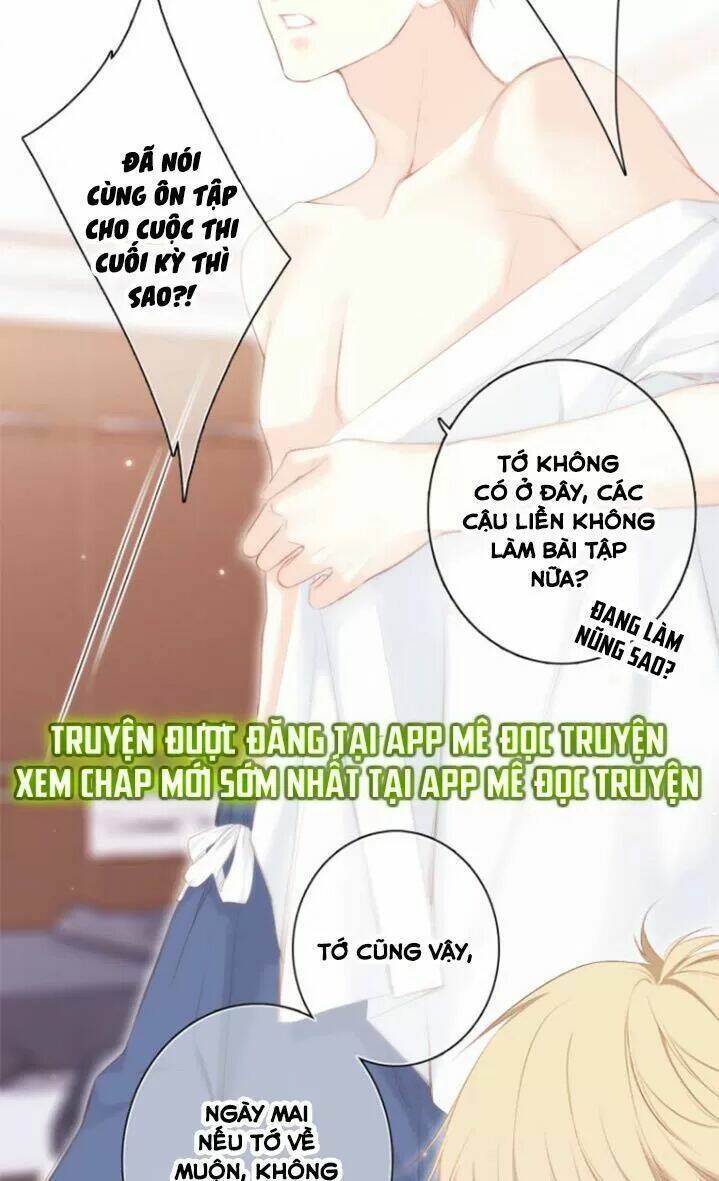 ĐÃ NÓI
CÙNG ÔN TẬP
CHO CUỘC THI
CUỐI KỲ THÌ
SAO?!
TỚ KHÔNG
CÓ Ở ĐÂY, CÁC
CẬU LIỀN KHÔNG
LÀM BÀI TẬP
NỮA?
ĐANG LÀM
NŨNG SAO?
TRUYỆN ĐƯỢC ĐĂNG TẠI APP MÊ ĐỌC TRUYỆN
XEM CHAP MỚI SỚM NHẤT TẠI APP MÊ ĐỌC TRUYỆN
TỚ CŨNG VẬY,
NGÀY MAI
NẾU TỚ VỀ
MUỘN, KHÔNG